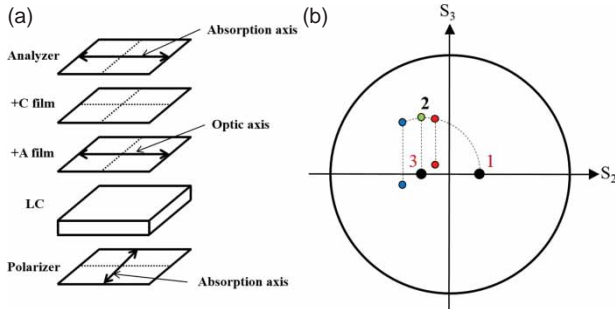 (a)
Analyzer
Absorption axis
+C film
+A film
Optic axis
LC
Polarizer
Absorption axis
(b)
S3
2
3
1
S2